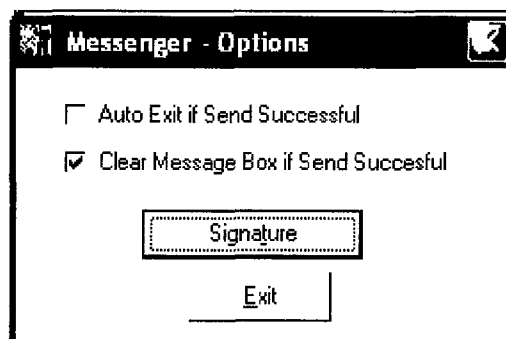 Messenger - Options
Auto Exit if Send Successful
Clear Message Box if Send Succesful
Signature
Exit